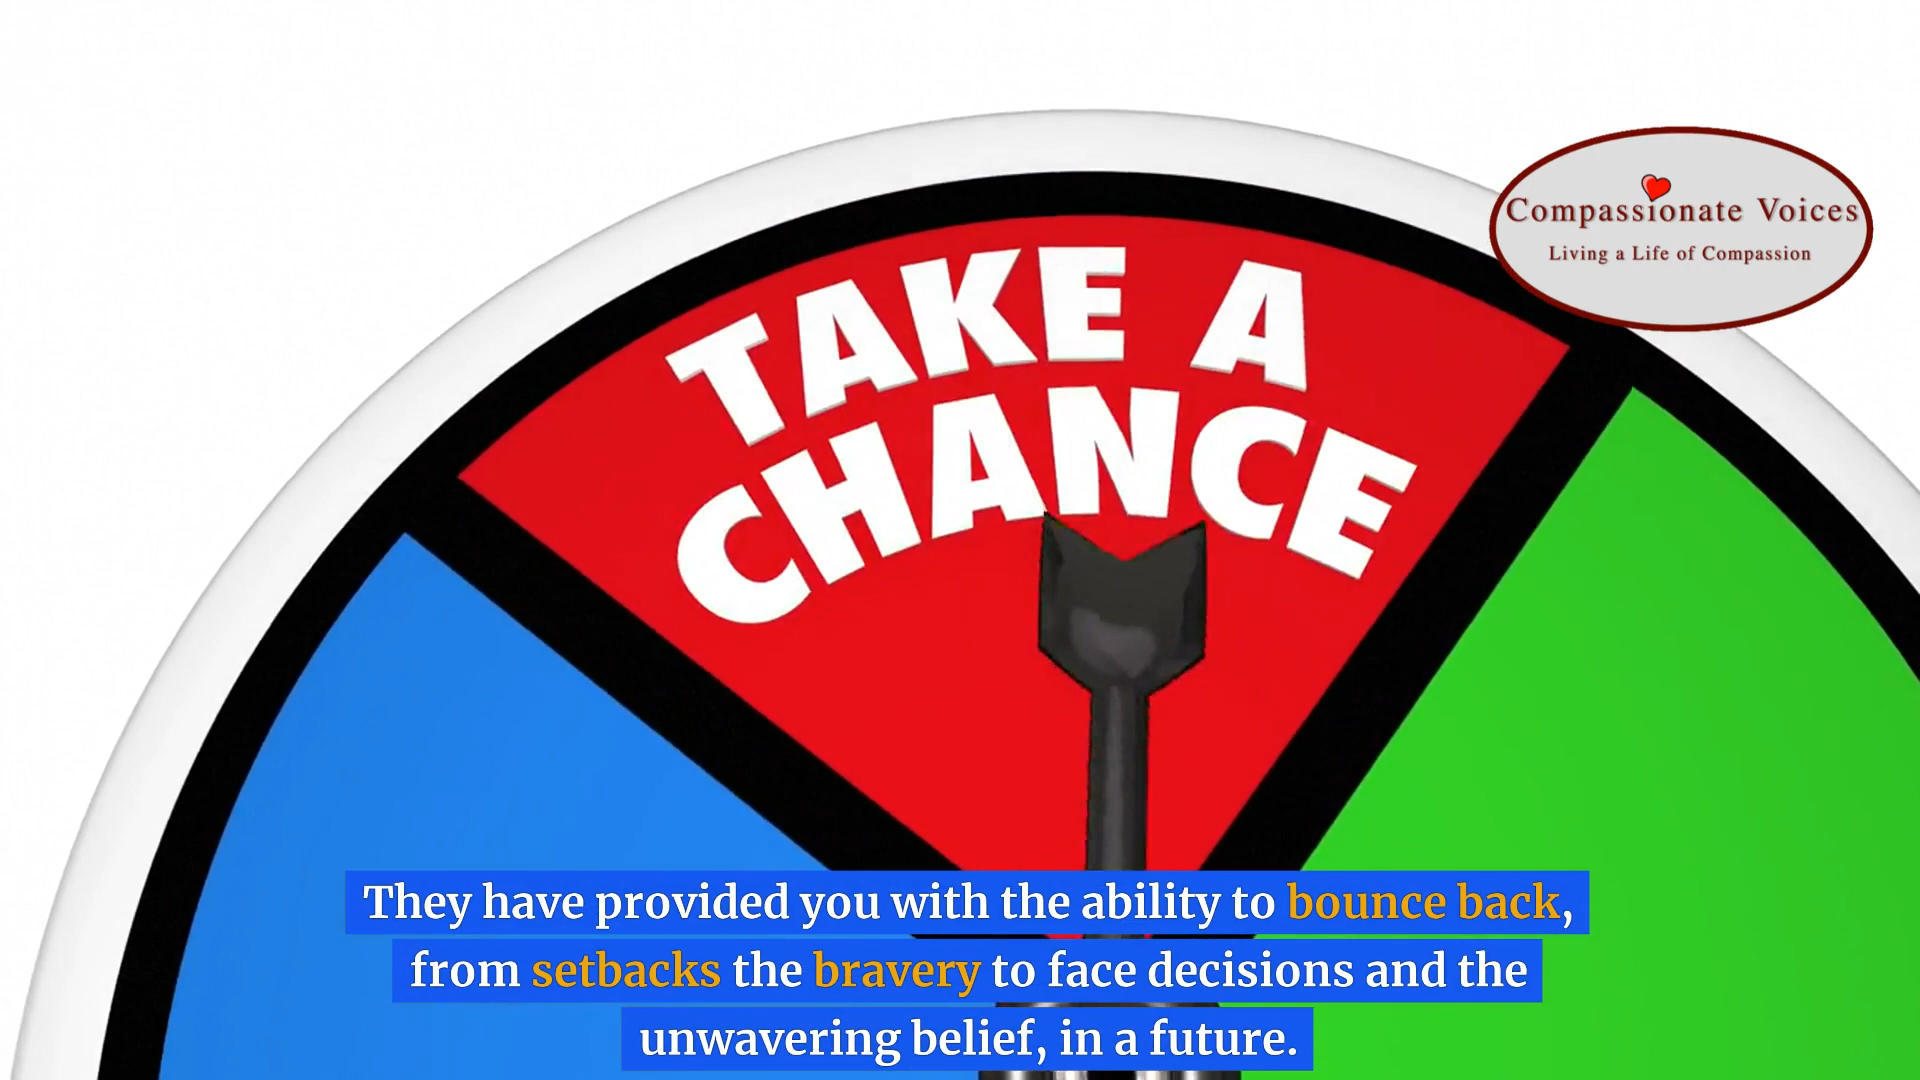 Compassionate Voices
Living a Life of Compassion
TAKE A
CHANCE
They have provided you with the ability to bounce back,
from setbacks the bravery to face decisions and the
unwavering belief, in a future.